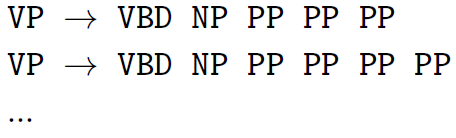 VP → VBD NP PP PP PP
VP → VBD NP PP PP PP PP
...